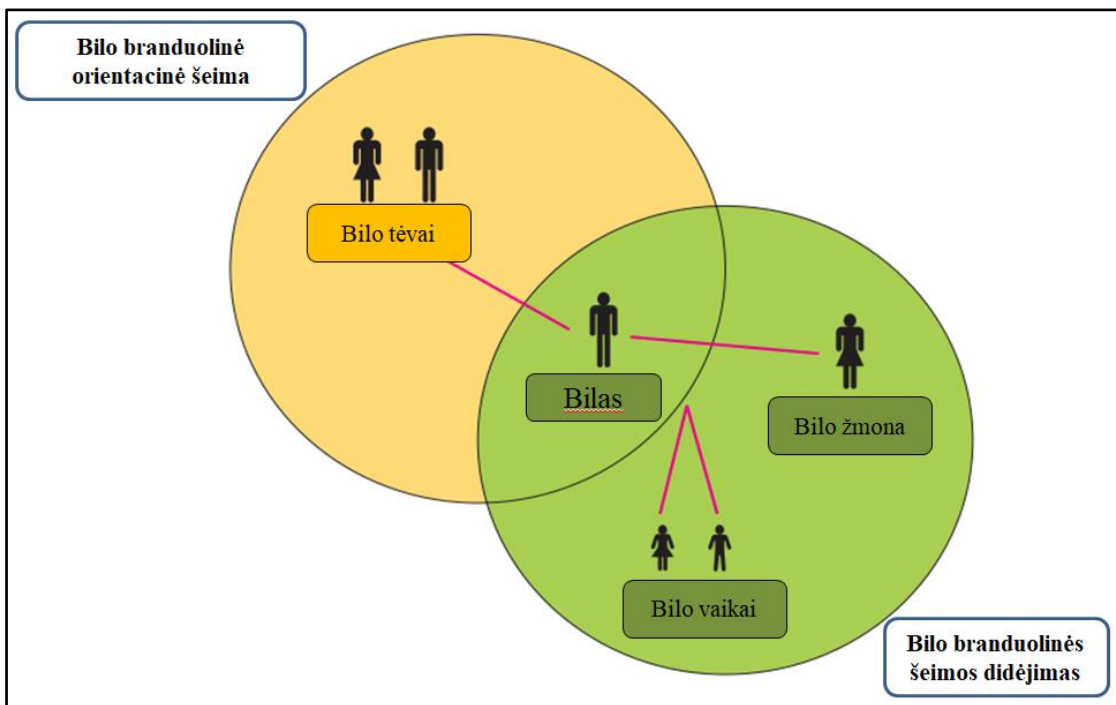 Bilo branduolinė
orientacinė šeima
Bilo tėvai
Bilas
Bilo žmona
Bilo vaikai
Bilo branduolinės
šeimos didėjimas